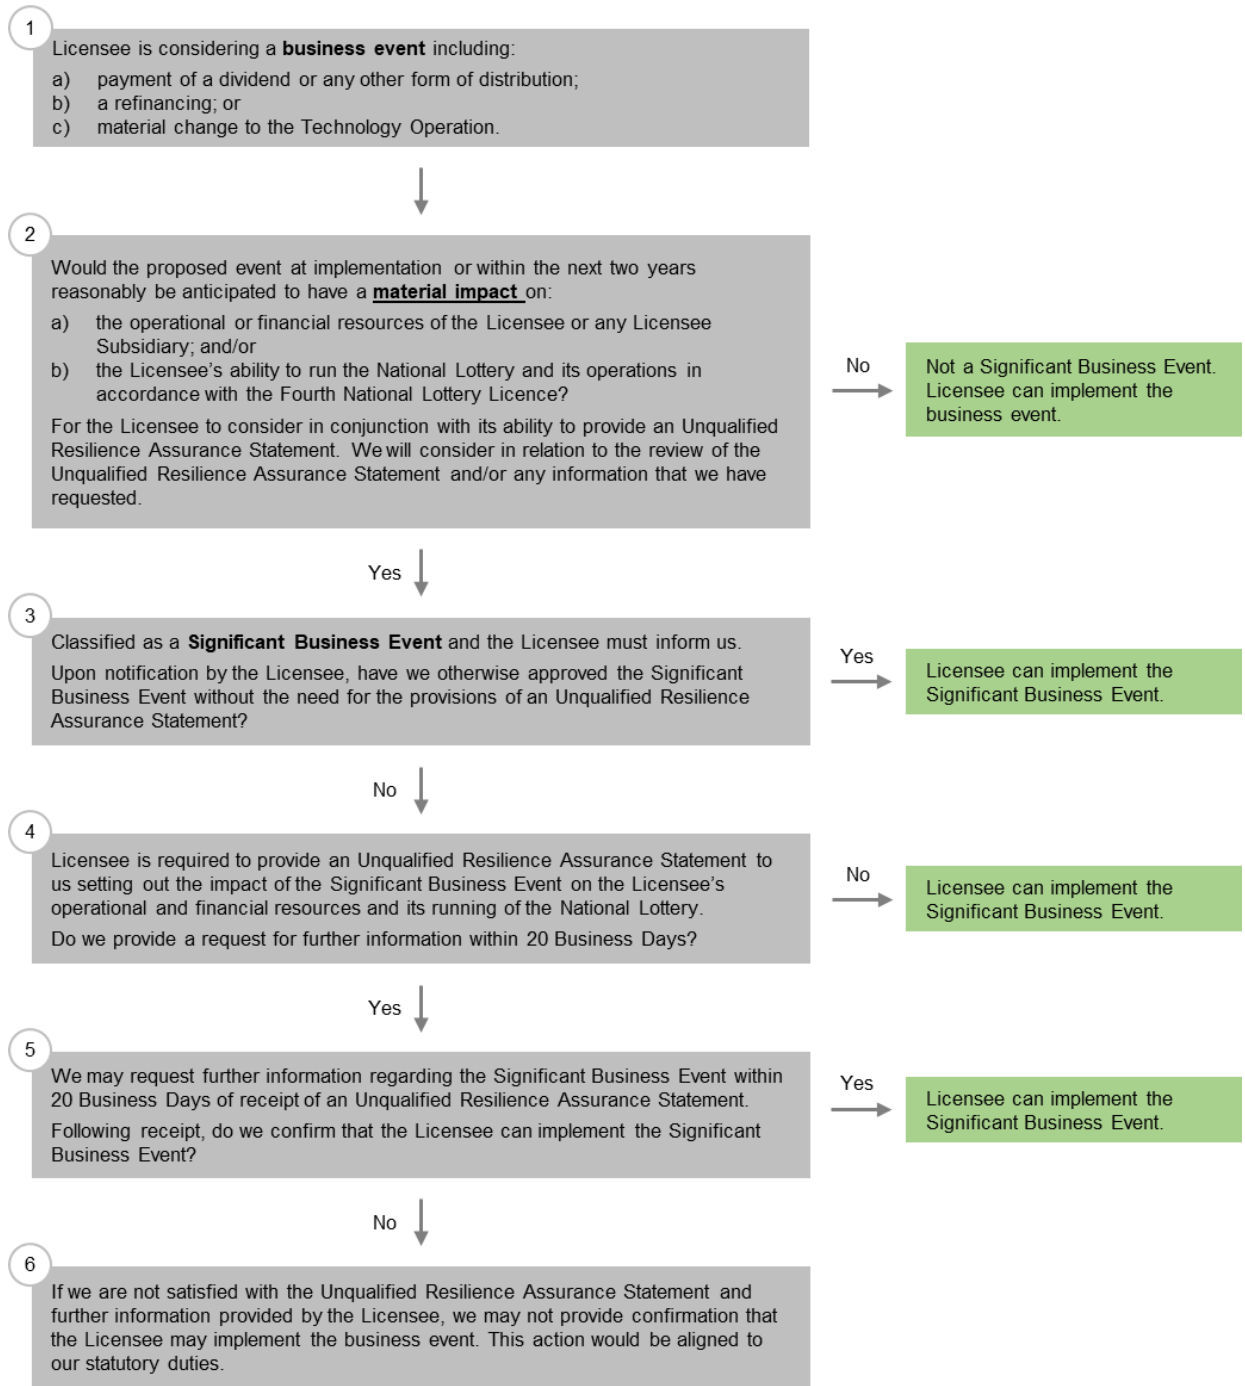 1
Licensee is considering a business event including:
a) payment of a dividend or any other form of distribution;
b) a refinancing; or
c) material change to the Technology Operation.
2
Would the proposed event at implementation or within the next two years
reasonably be anticipated to have a material impact on:
a) the operational or financial resources of the Licensee or any Licensee
Subsidiary; and/or
b) the Licensee’s ability to run the National Lottery and its operations in
accordance with the Fourth National Lottery Licence?
For the Licensee to consider in conjunction with its ability to provide an Unqualified
Resilience Assurance Statement. We will consider in relation to the review of the
Unqualified Resilience Assurance Statement and/or any information that we have
requested.
No
Not a Significant Business Event.
Licensee can implement the
business event.
Yes
3
Classified as a Significant Business Event and the Licensee must inform us.
Upon notification by the Licensee, have we otherwise approved the Significant
Business Event without the need for the provisions of an Unqualified Resilience
Assurance Statement?
Yes
Licensee can implement the
Significant Business Event.
No
4
Licensee is required to provide an Unqualified Resilience Assurance Statement to
us setting out the impact of the Significant Business Event on the Licensee’s
operational and financial resources and its running of the National Lottery.
Do we provide a request for further information within 20 Business Days?
No
Licensee can implement the
Significant Business Event.
Yes
5
We may request further information regarding the Significant Business Event within
20 Business Days of receipt of an Unqualified Resilience Assurance Statement.
Following receipt, do we confirm that the Licensee can implement the Significant
Business Event?
Yes
Licensee can implement the
Significant Business Event.
No
6
If we are not satisfied with the Unqualified Resilience Assurance Statement and
further information provided by the Licensee, we may not provide confirmation that
the Licensee may implement the business event. This action would be aligned to
our statutory duties.